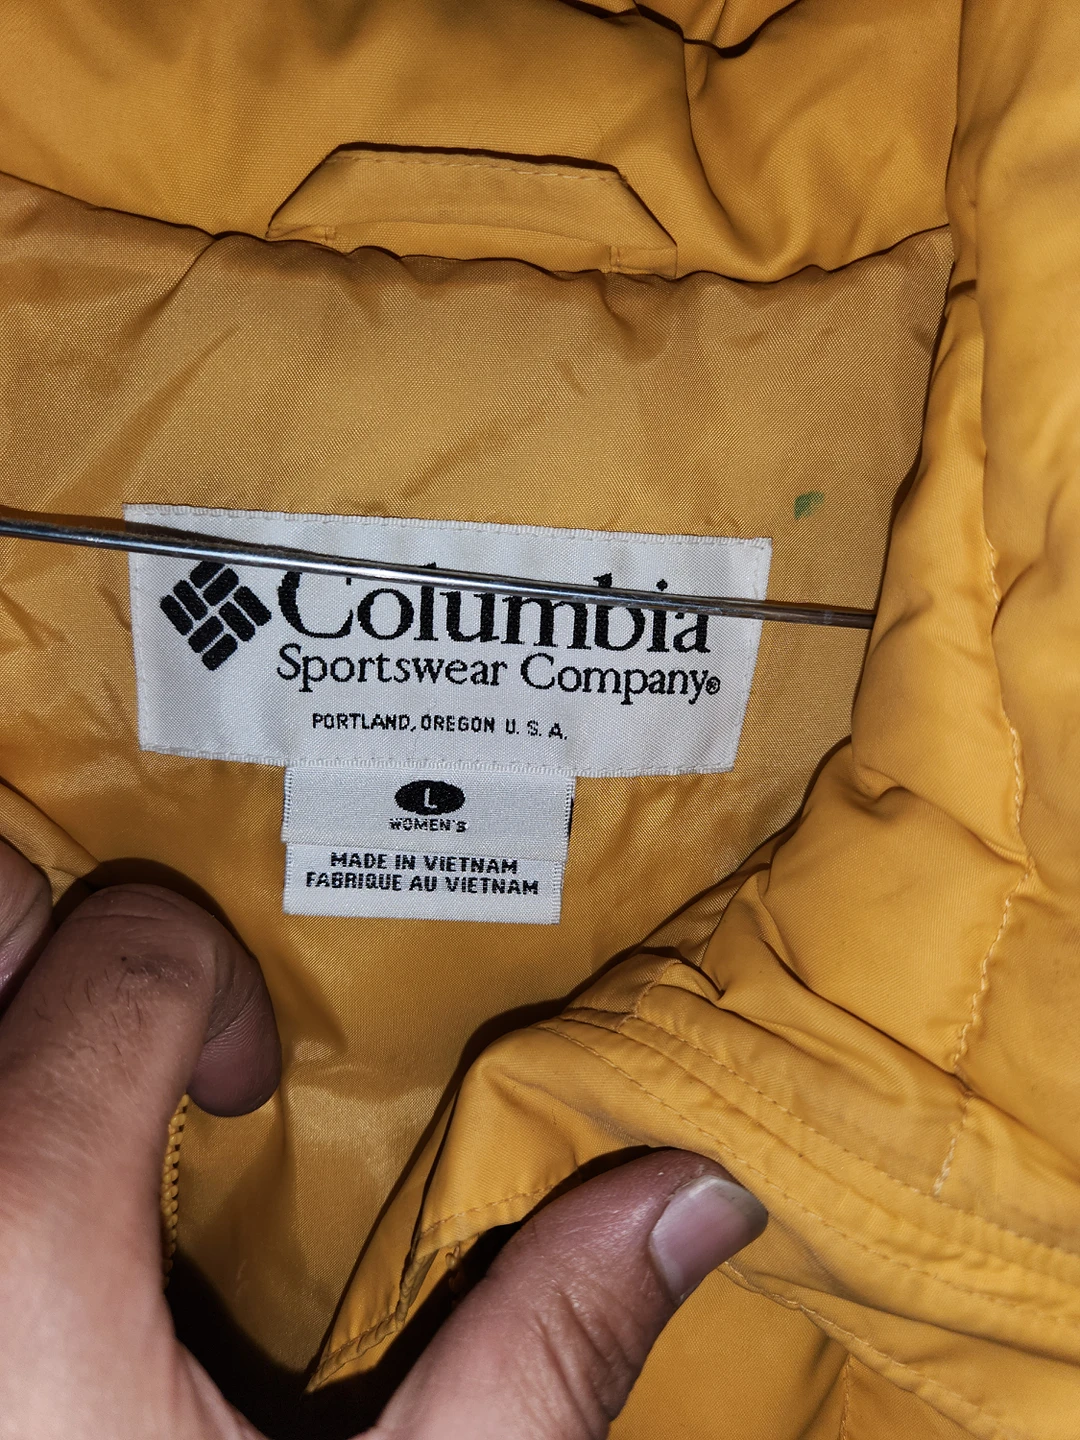 Columbia
Sportswear Company®
PORTLAND, OREGON U. S. A.
L
WOMEN'S
MADE IN VIETNAM
FABRIQUE AU VIETNAM